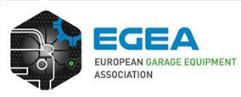 EGEA
EUROPEAN GARAGE EQUIPMENT
ASSOCIATION